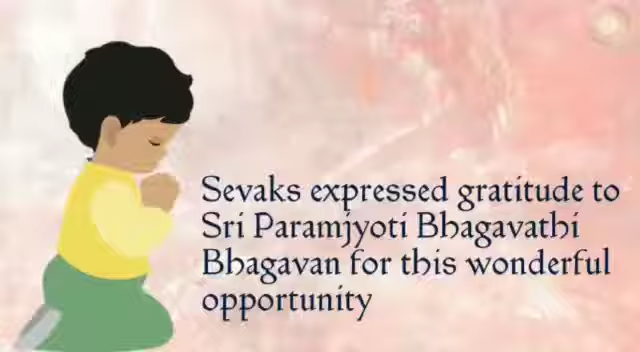 Sevaks expressed gratitude to
Sri Paramjyoti Bhagavathi
Bhagavan for this wonderful
opportunity